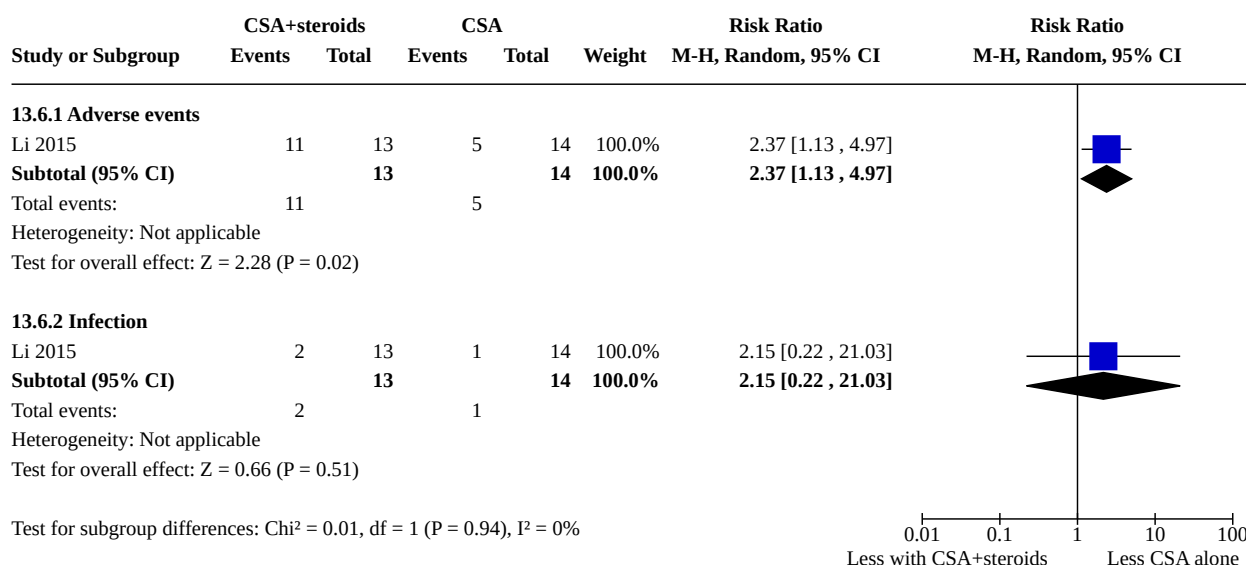 CSA+steroids CSA Risk Ratio Risk Ratio
Study or Subgroup Events Total Events Total Weight M-H, Random, 95% CI M-H, Random, 95% CI
13.6.1 Adverse events
Li 2015 11 13 5 14 100.0% 2.37 [1.13 , 4.97]
Subtotal (95% CI) 13 14 100.0% 2.37 [1.13 , 4.97]
Total events: 11 5
Heterogeneity: Not applicable
Test for overall effect: Z = 2.28 (P = 0.02)
13.6.2 Infection
Li 2015 2 13 1 14 100.0% 2.15 [0.22 , 21.03]
Subtotal (95% CI) 13 14 100.0% 2.15 [0.22 , 21.03]
Total events: 2 1
Heterogeneity: Not applicable
Test for overall effect: Z = 0.66 (P = 0.51)
Test for subgroup differences: Chi² = 0.01, df = 1 (P = 0.94), I² = 0%
0.01 0.1 1 10 100
Less with CSA+steroids Less CSA alone